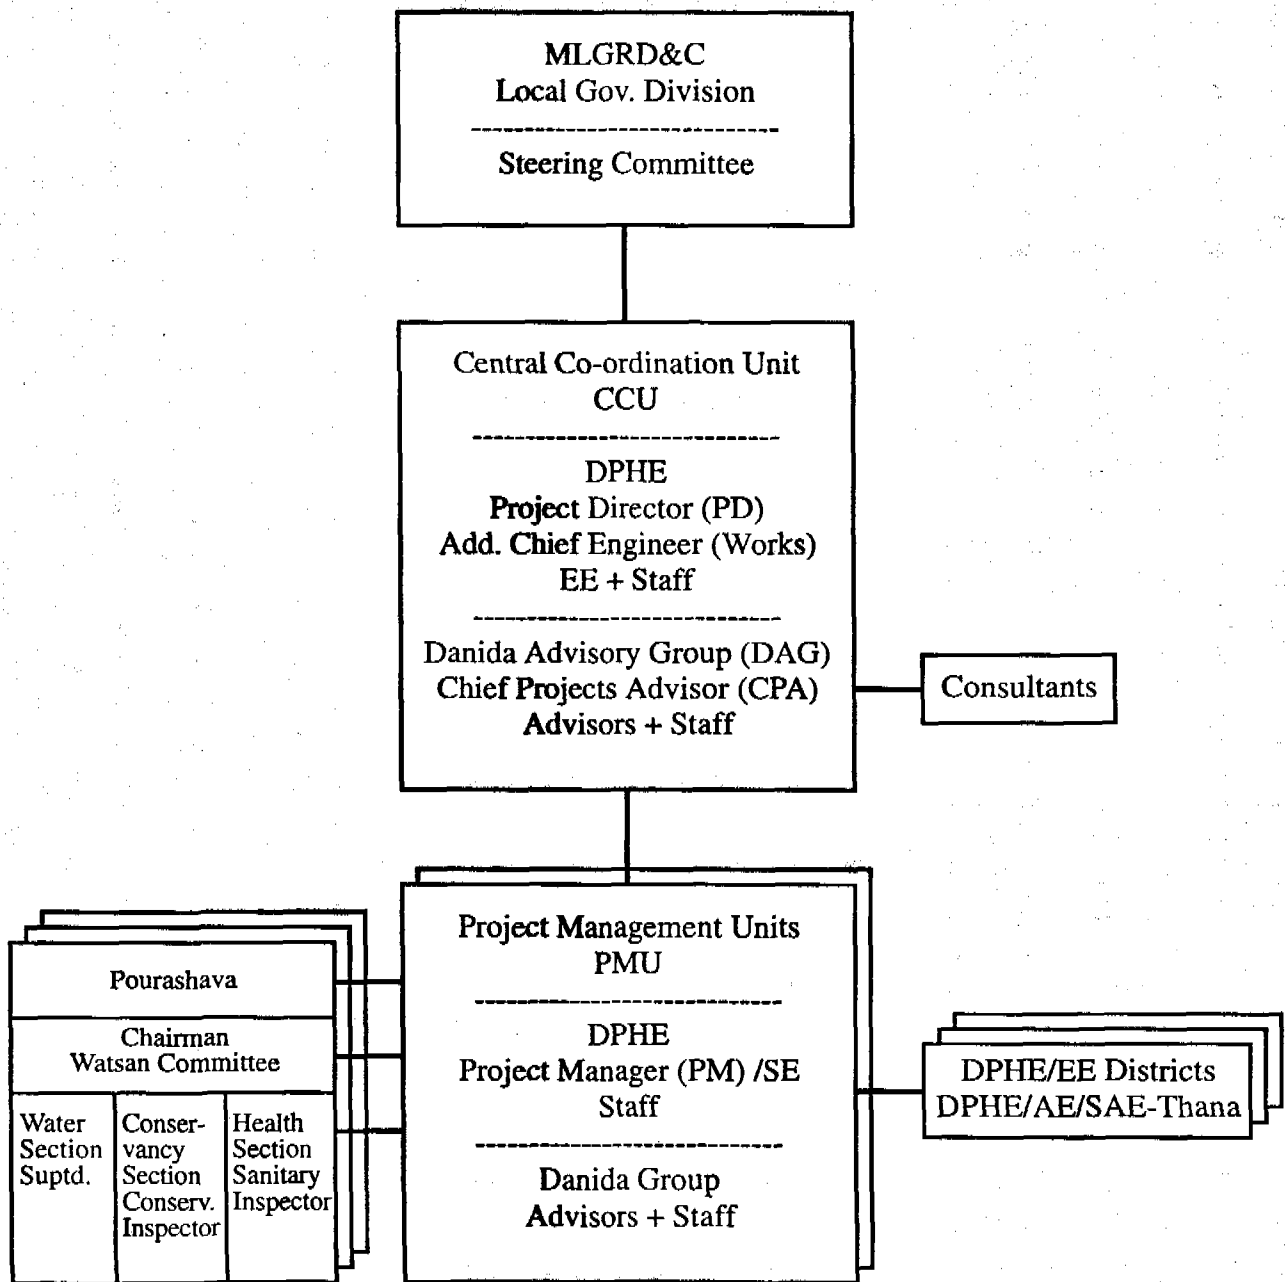 MLGRD&C
Local Gov. Division
Steering Committee
Central Co-ordination Unit
CCU
DPHE
Project Director (PD)
Add. Chief Engineer (Works)
EE + Staff
Danida Advisory Group (DAG)
Chief Projects Advisor (CPA)
Advisors + Staff
Consultants
Project Management Units
PMU
DPHE
Project Manager (PM) /SE
Staff
Danida Group
Advisors + Staff
Pourashava
Chairman
Watsan Committee
Water
Section
Suptd.
Conser-
vancy
Section
Conserv.
Inspector
Health
Section
Sanitary
Inspector
DPHE/EE Districts
DPHE/AE/SAE-Thana